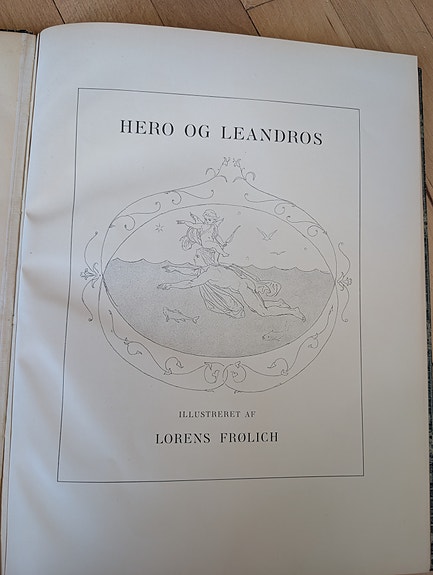 HERO OG LEANDROS
ILLUSTRERET AF
LORENS FRØLICH